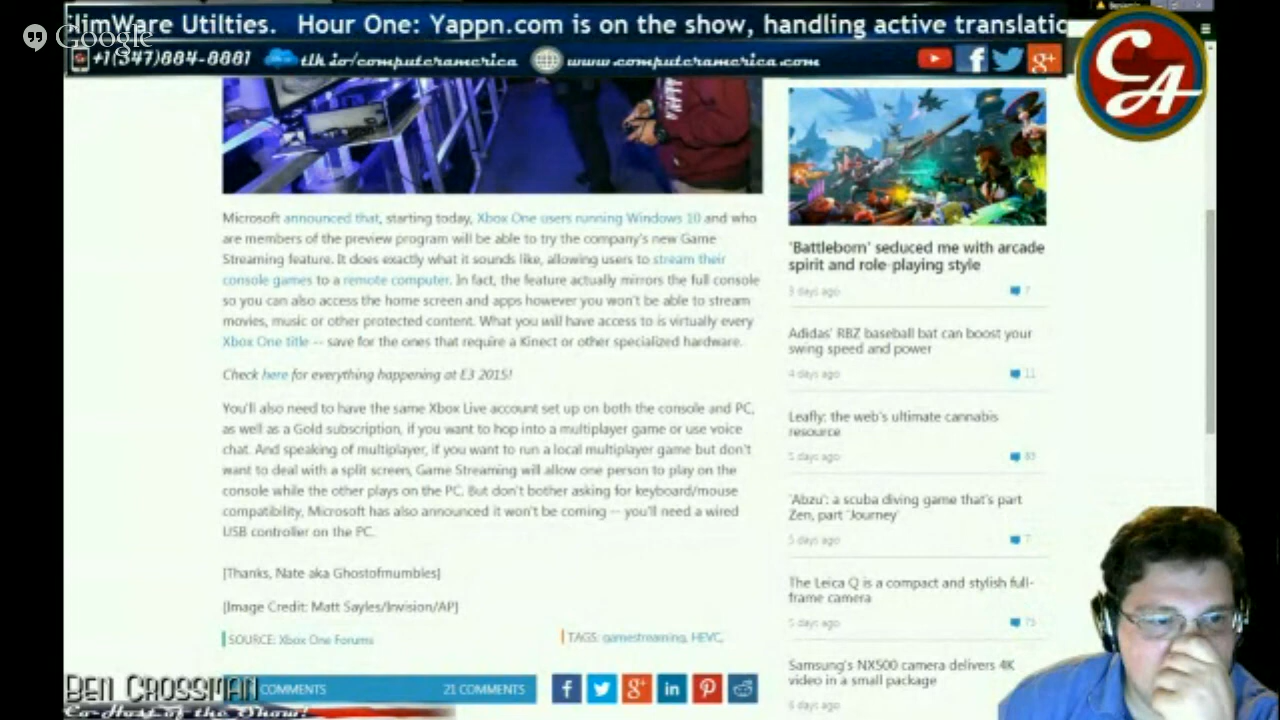 limWare Utilties.   Hour One: Yappn.com is on the show, handling active translatio
Google
+1(347)884-8881 tlk.io/computeramerica www.computeramerica.com
CA
Microsoft announced that, starting today, Xbox One users running Windows 10 and who
are members of the preview program will be able to try the company's new Game
Streaming feature. It does exactly what it sounds like, allowing users to stream their
console games to a remote computer. In fact, the feature actually mirrors the full console
so you can also access the home screen and apps however you won't be able to stream
movies, music or other protected content. What you will have access to is virtually every
Xbox One title -- save for the ones that require a Kinect or other specialized hardware.
Check here for everything happening at E3 2015!
You'll also need to have the same Xbox Live account set up on both the console and PC,
as well as a Gold subscription, if you want to hop into a multiplayer game or use voice
chat. And speaking of multiplayer, if you want to run a local multiplayer game but don't
want to deal with a split screen, Game Streaming will allow one person to play on the
console while the other plays on the PC. But don't bother asking for keyboard/mouse
compatibility, Microsoft has also announced it won't be coming -- you'll need a wired
USB controller on the PC.
[Thanks, Nate aka Ghostofmumbles]
[Image Credit: Matt Sayles/Invision/AP]
SOURCE: Xbox One Forums
TAGS: gamestreaming, HEVC,
COMMENTS
21 COMMENTS
'Battleborn' seduced me with arcade
spirit and role-playing style
3 days ago 7
Adidas' RBZ baseball bat can boost your
swing speed and power
4 days ago 11
Leafly: the web's ultimate cannabis
resource
5 days ago 83
'Abzu': a scuba diving game that's part
Zen, part 'Journey'
5 days ago 7
The Leica Q is a compact and stylish full-
frame camera
5 days ago 75
Samsung's NX500 camera delivers 4K
video in a small package
6 days ago
Ben Crossman
Co-Host of the Show!